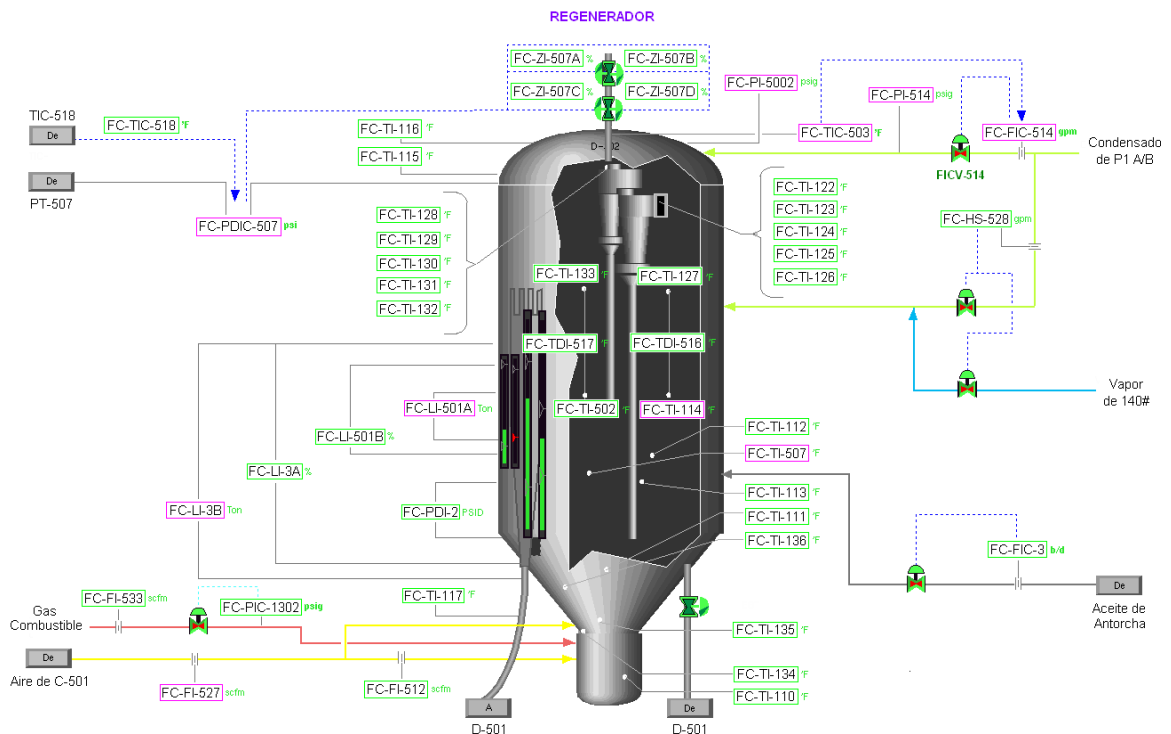 REGENERADOR
FC-ZI-507A %
FC-ZI-507B %
FC-ZI-507C %
FC-ZI-507D %
FC-PI-5002 psig
TIC-518
De
FC-TIC-518 °F
PT-507
De
FC-PDIC-507 psi
FC-TI-116 °F
FC-TI-115 °F
FC-TIC-503 °F
FC-PI-514 psig
FC-FIC-514 gpm
FICV-514
Condensado
de P1 A/B
FC-TI-128 °F
FC-TI-129 °F
FC-TI-130 °F
FC-TI-131 °F
FC-TI-132 °F
FC-TI-122 °F
FC-TI-123 °F
FC-TI-124 °F
FC-TI-125 °F
FC-TI-126 °F
FC-HS-528 gpm
FC-TI-133 °F
FC-TI-127 °F
FC-TDI-517 °F
FC-TDI-516 °F
FC-TI-502 °F
FC-TI-114 °F
Vapor
de 140#
FC-LI-501A Ton
FC-LI-501B %
FC-LI-3A %
FC-LI-3B Ton
FC-PDI-2 PSID
FC-TI-112 °F
FC-TI-507 °F
FC-TI-113 °F
FC-TI-111 °F
FC-TI-136 °F
FC-FIC-3 b/d
De
Aceite de
Antorcha
FC-FI-533 scfm
Gas
Combustible
FC-PIC-1302 psig
FC-TI-117 °F
FC-TI-135 °F
De
Aire de C-501
FC-FI-527 scfm
FC-FI-512 scfm
FC-TI-134 °F
FC-TI-110 °F
A
D-501
De
D-501